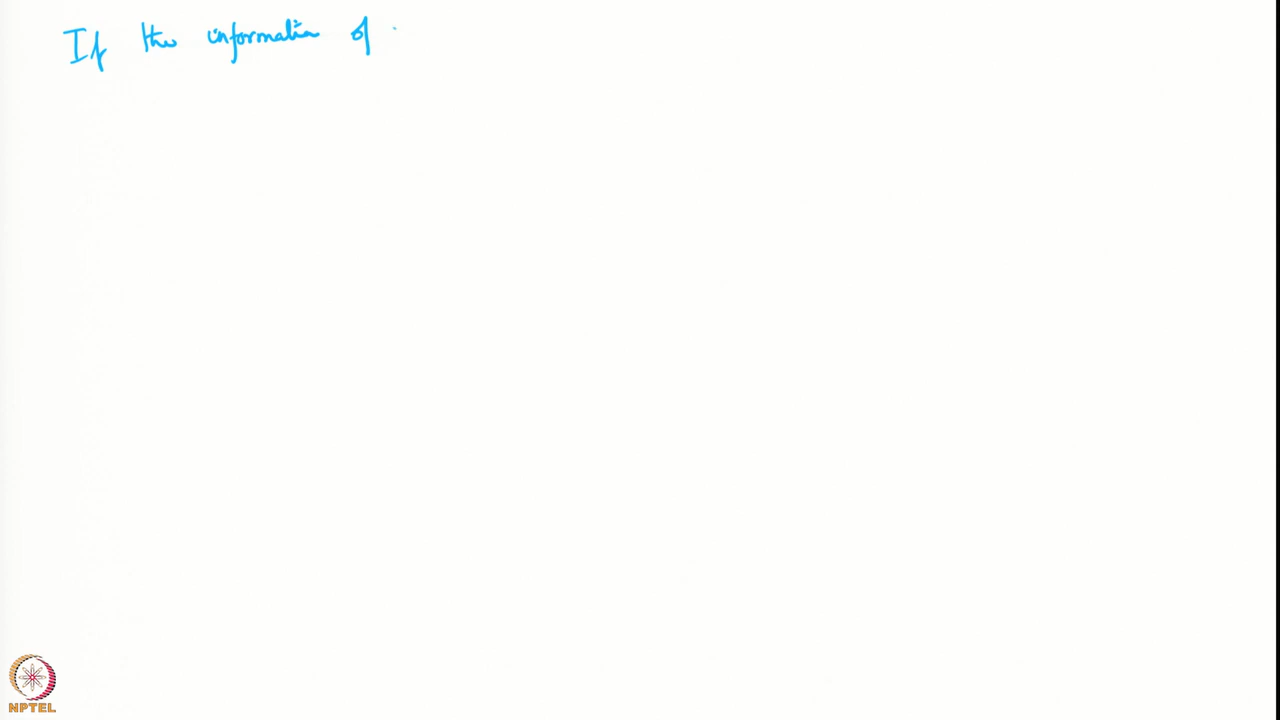 If the information of
NPTEL